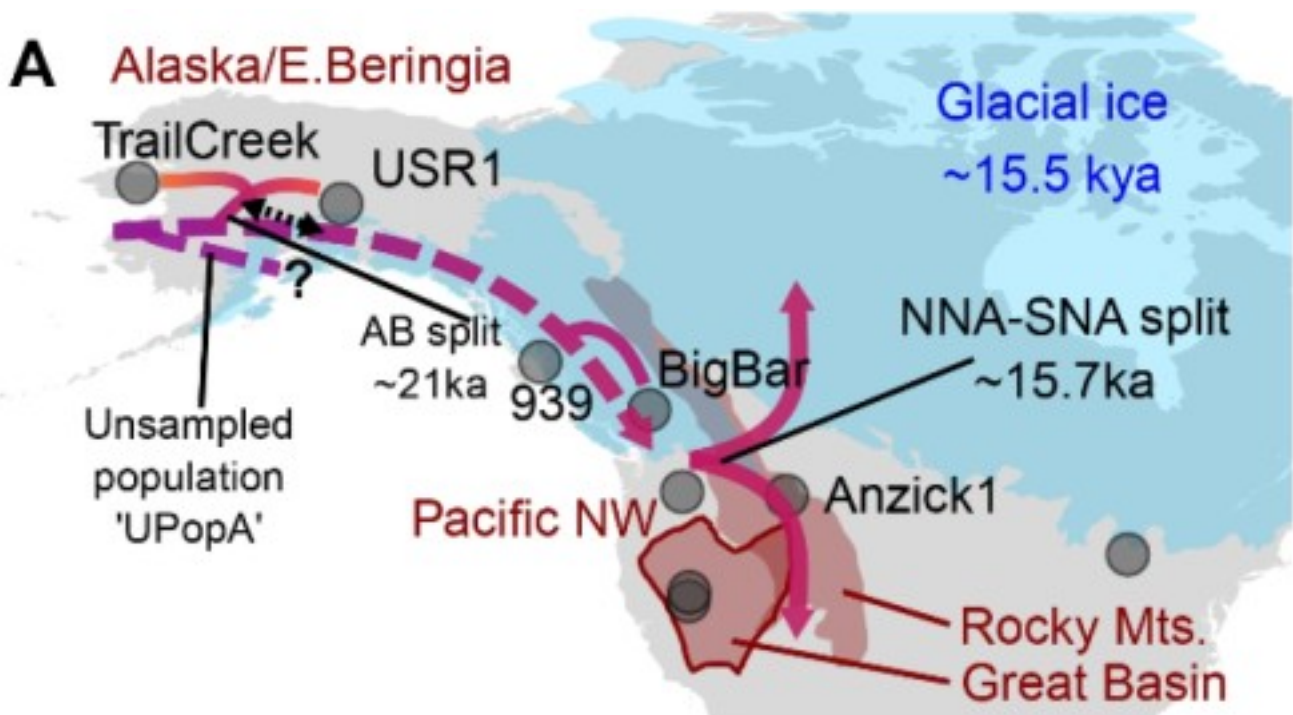 A
Alaska/E.Beringia
Glacial ice
~15.5 kya
TrailCreek
USR1
?
AB split
~21ka
939
BigBar
NNA-SNA split
~15.7ka
Unsampled
population
'UPopA'
Pacific NW
Anzick1
Rocky Mts.
Great Basin